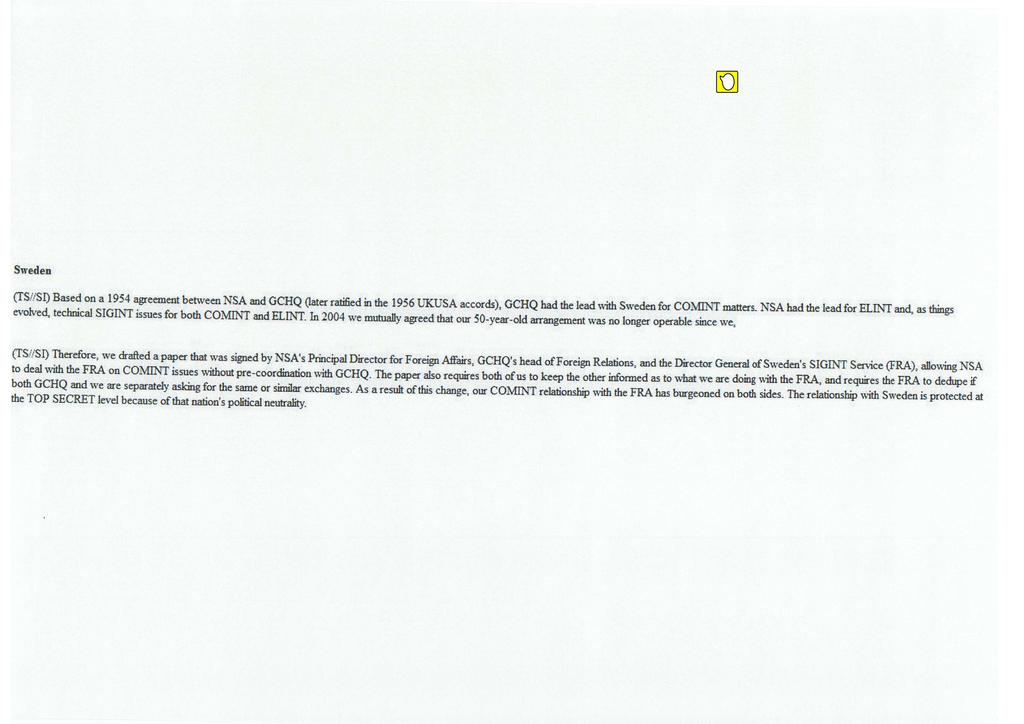 Sweden
(TS//SI) Based on a 1954 agreement between NSA and GCHQ (later ratified in the 1956 UKUSA accords), GCHQ had the lead with Sweden for COMINT matters. NSA had the lead for ELINT and, as things
evolved, technical SIGINT issues for both COMINT and ELINT. In 2004 we mutually agreed that our 50-year-old arrangement was no longer operable since we,
(TS//SI) Therefore, we drafted a paper that was signed by NSA's Principal Director for Foreign Affairs, GCHQ's head of Foreign Relations, and the Director General of Sweden's SIGINT Service (FRA), allowing NSA
to deal with the FRA on COMINT issues without pre-coordination with GCHQ. The paper also requires both of us to keep the other informed as to what we are doing with the FRA, and requires the FRA to dedupe if
both GCHQ and we are separately asking for the same or similar exchanges. As a result of this change, our COMINT relationship with the FRA has burgeoned on both sides. The relationship with Sweden is protected at
the TOP SECRET level because of that nation's political neutrality.